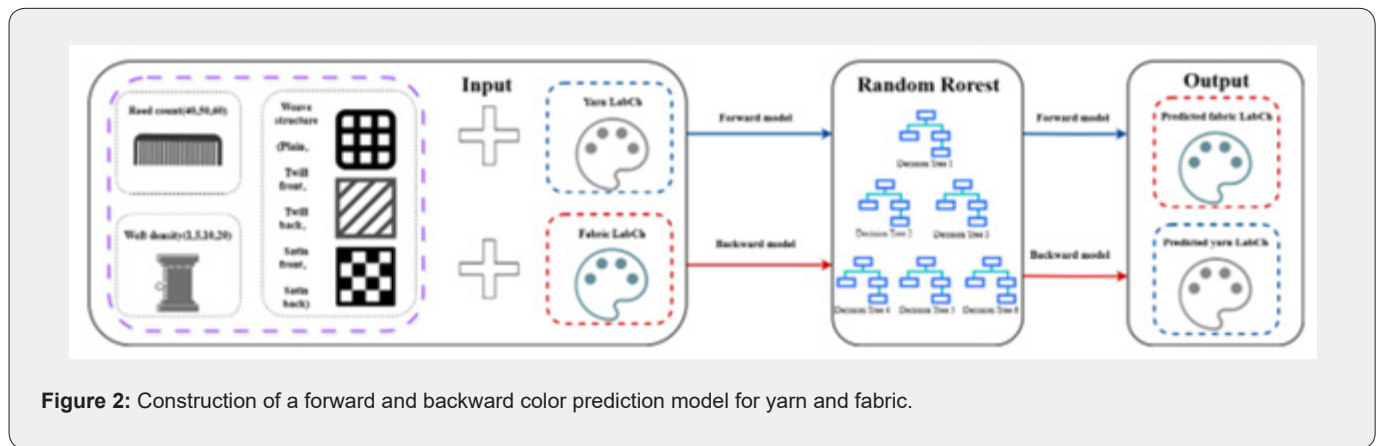 Input
Random Rorest
Output
Reed count(40,50,60)
Weave
structure
(Plain,
Twill
front,
Twill
back,
Satin
front,
Satin
back)
Weft density(1,5,10,20)
Yarn LabCh
Fabric LabCh
Forward model
Backward model
Decision Tree 1
Decision Tree 2
Decision Tree 3
Decision Tree 4
Decision Tree 5
Decision Tree
Forward model
Backward model
Predicted fabric LabCh
Predicted yarn LabCh
Figure 2: Construction of a forward and backward color prediction model for yarn and fabric.